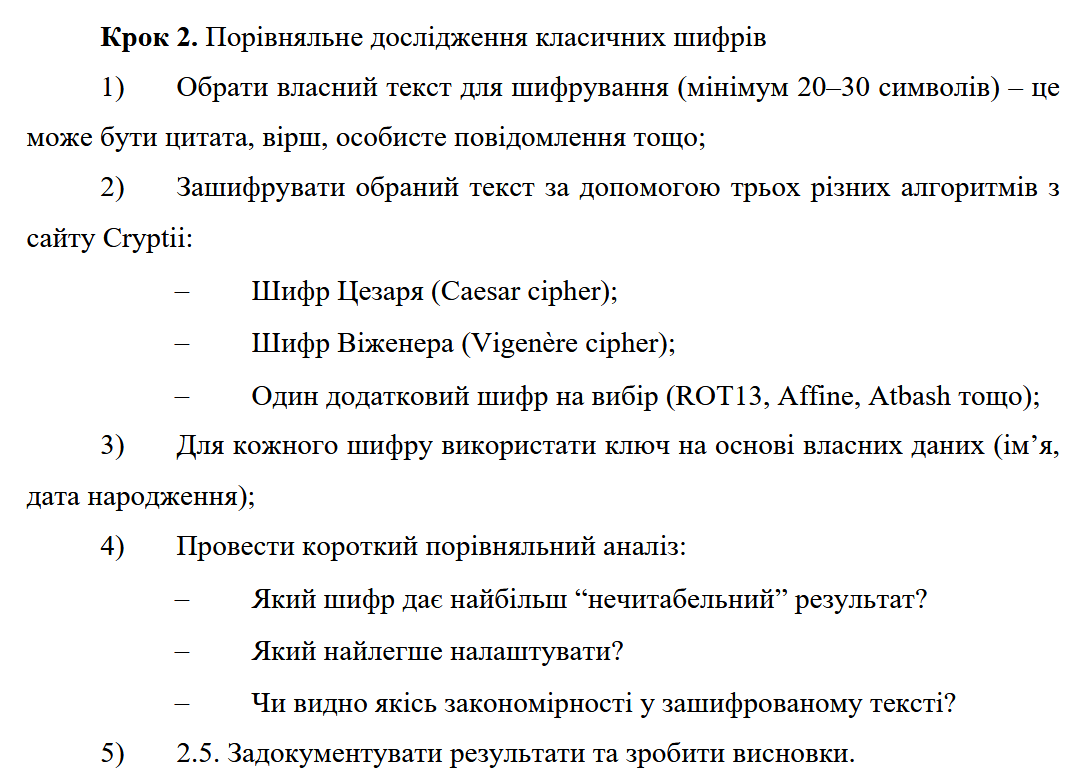 Крок 2. Порівняльне дослідження класичних шифрів
1) Обрати власний текст для шифрування (мінімум 20–30 символів) – це
може бути цитата, вірш, особисте повідомлення тощо;
2) Зашифрувати обраний текст за допомогою трьох різних алгоритмів з
сайту Cryptii:
– Шифр Цезаря (Caesar cipher);
– Шифр Віженера (Vigenère cipher);
– Один додатковий шифр на вибір (ROT13, Affine, Atbash тощо);
3) Для кожного шифру використати ключ на основі власних даних (ім’я,
дата народження);
4) Провести короткий порівняльний аналіз:
– Який шифр дає найбільш “нечитабельний” результат?
– Який найлегше налаштувати?
– Чи видно якісь закономірності у зашифрованому тексті?
5) 2.5. Задокументувати результати та зробити висновки.